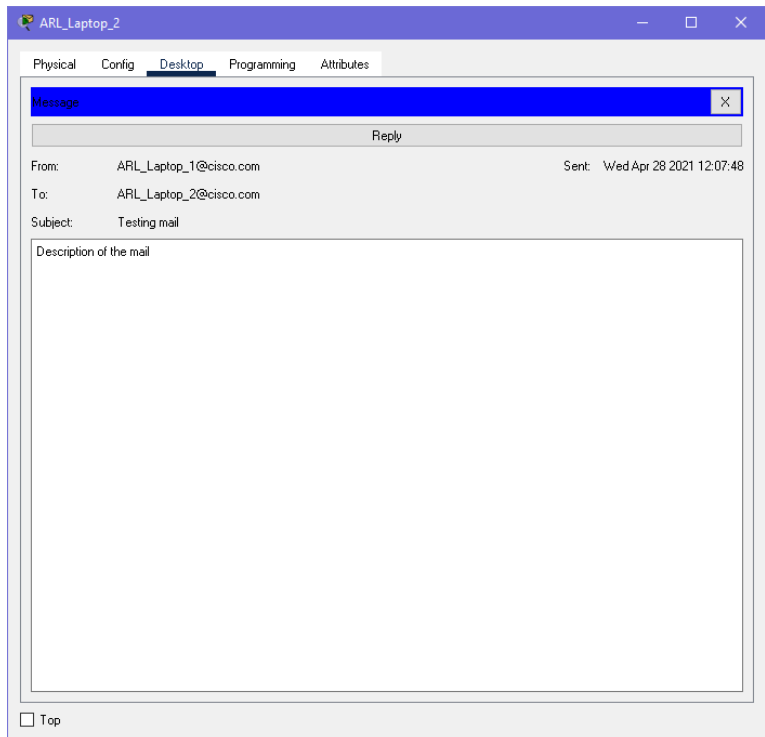 ARL_Laptop_2
Physical Config Desktop Programming Attributes
Message X
Reply
From: ARL_Laptop_1@cisco.com Sent: Wed Apr 28 2021 12:07:48
To: ARL_Laptop_2@cisco.com
Subject: Testing mail
Description of the mail
Top